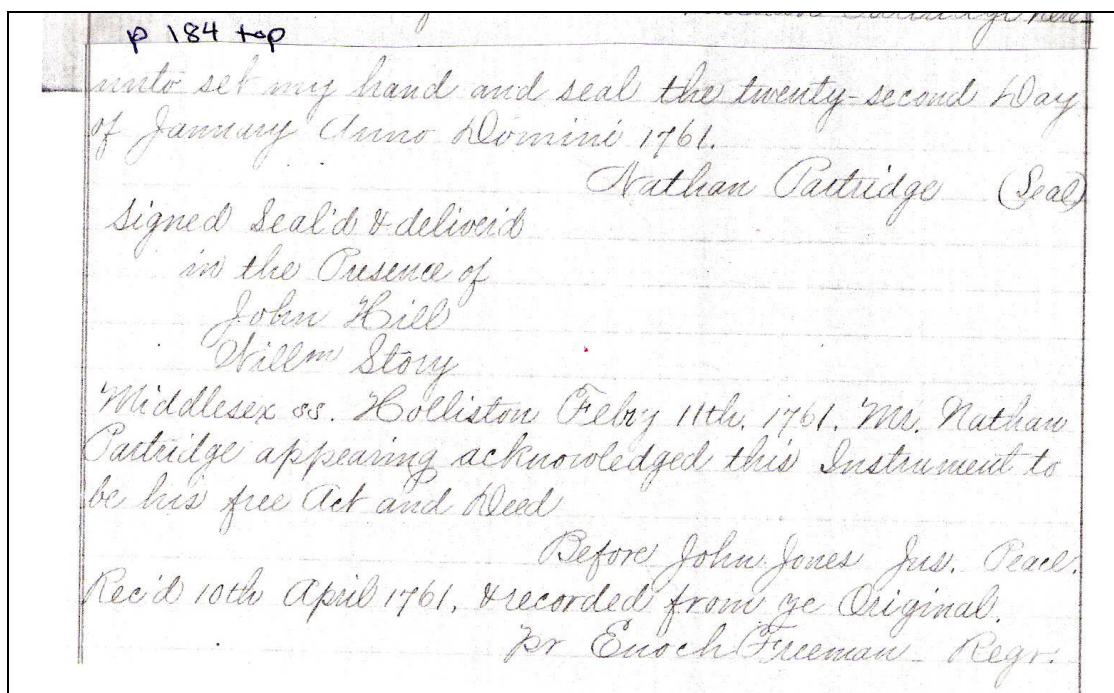 Partridge here
p 184 top
unto set my hand and seal the twenty-second Day
of January Anno Domini 1761.
Nathan Partridge (Seal)
Signed Seal'd & deliver'd
in the Presence of
John Hill
Willm Story
Middlesex ss. Holliston Febry 11th. 1761. Mr. Nathan
Partridge appearing acknowledged this Instrument to
be his free Act and Deed
Before John Jones Jus. Peace.
Rec'd 10th April 1761. & recorded from ye Original.
pr Enoch Freeman Regr.